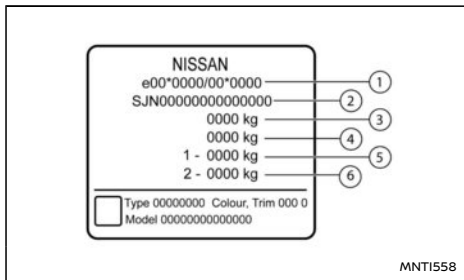 NISSAN
e00*0000/00*0000
1
SJN00000000000000
2
0000 kg
3
0000 kg
4
1 - 0000 kg
5
2 - 0000 kg
6
Type 00000000 Colour, Trim 000 0
Model 00000000000000
MNTI558